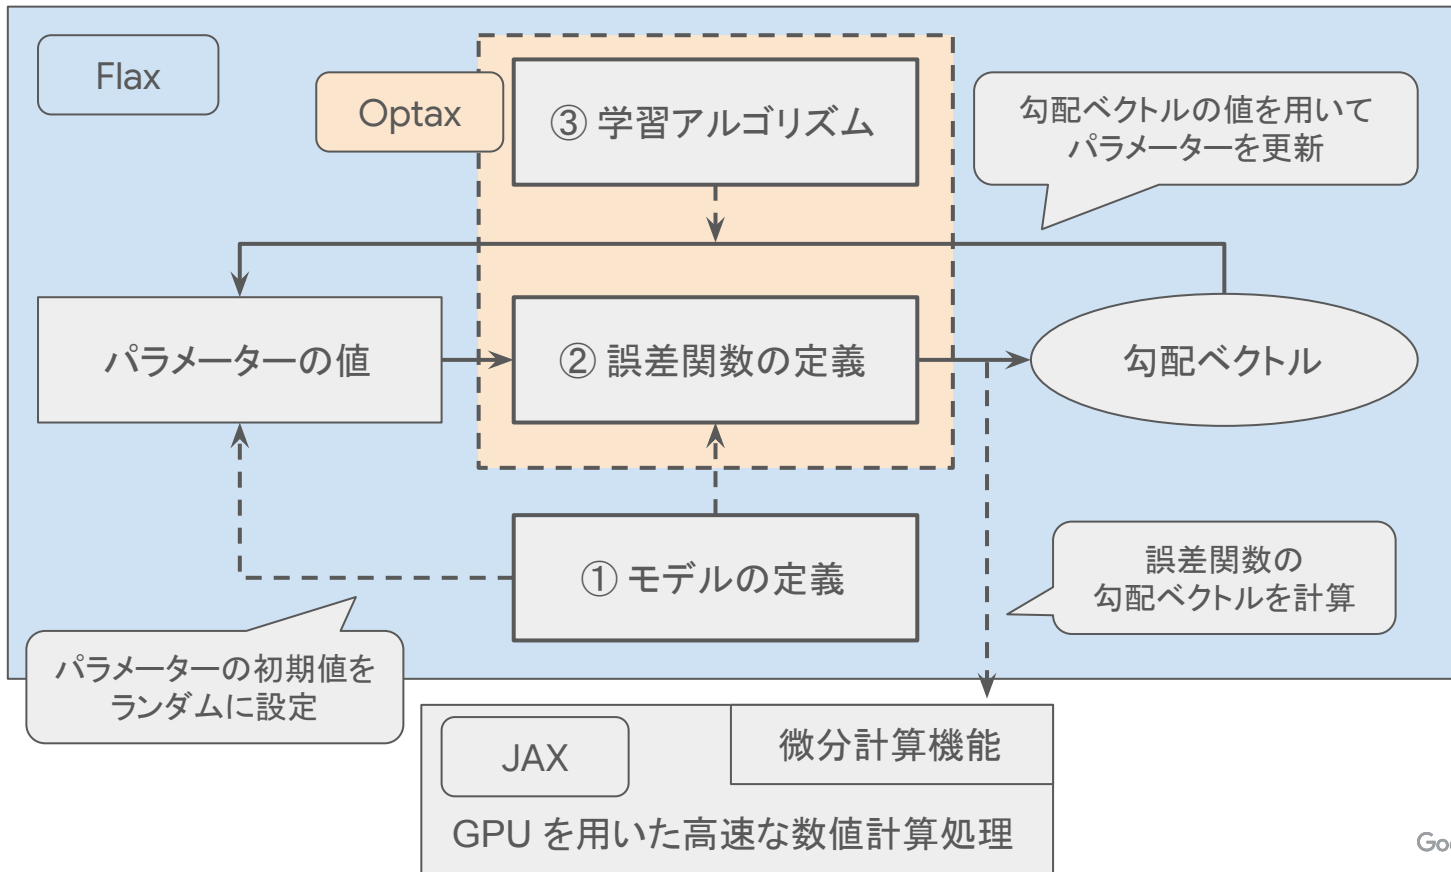 Flax
Optax
③ 学習アルゴリズム
勾配ベクトルの値を用いて
パラメーターを更新
パラメーターの値
② 誤差関数の定義
勾配ベクトル
① モデルの定義
誤差関数の
勾配ベクトルを計算
パラメーターの初期値を
ランダムに設定
JAX
微分計算機能
GPU を用いた高速な数値計算処理